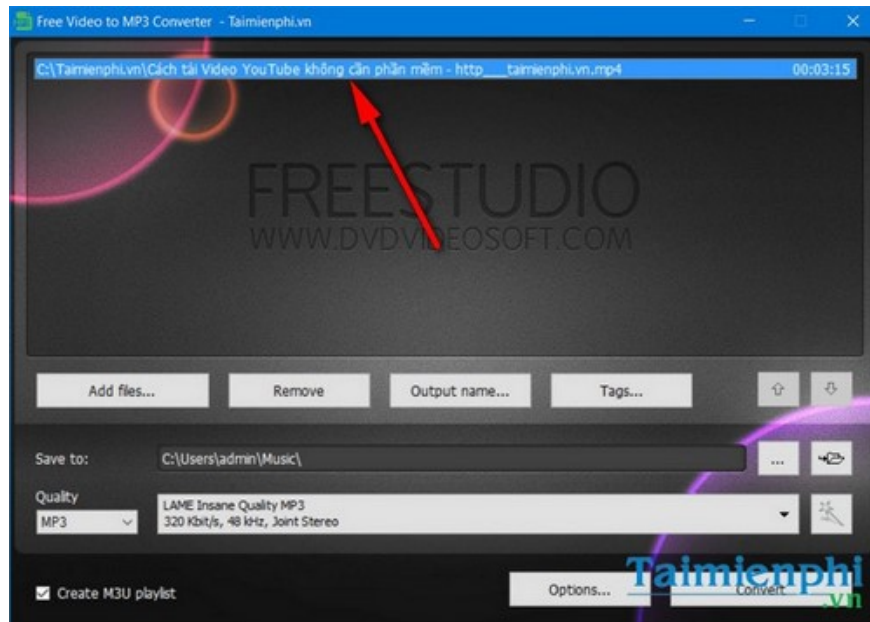 Free Video to MP3 Converter - Taimienphi.vn
C:\Taimienphi.vn\Cách tải Video YouTube không cần phần mềm - http___taimienphi.vn.mp4 00:03:15
FREESTUDIO
WWW.DVDVIDEOSOFT.COM
Add files... Remove Output name... Tags...
Save to: C:\Users\admin\Music\ ...
Quality
MP3
LAME Insane Quality MP3
320 Kbit/s, 48 kHz, Joint Stereo
Create M3U playlist
Options... Convert
Taimienphi
.vn